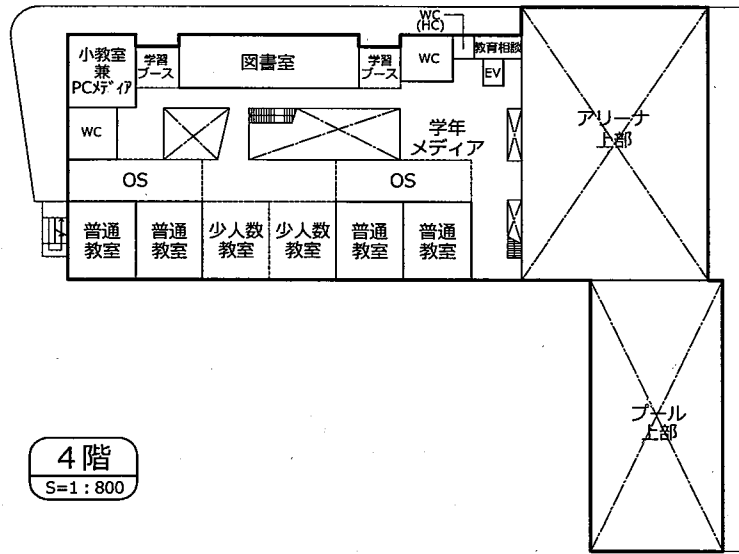 WC
(HC)
小教室
兼
PCメディア
学習
ブース
図書室
学習
ブース
WC
教育相談
EV
WC
学年
メディア
アリーナ
上部
OS
OS
普通
教室
普通
教室
少人数
教室
少人数
教室
普通
教室
普通
教室
プール
上部
4階
S=1:800